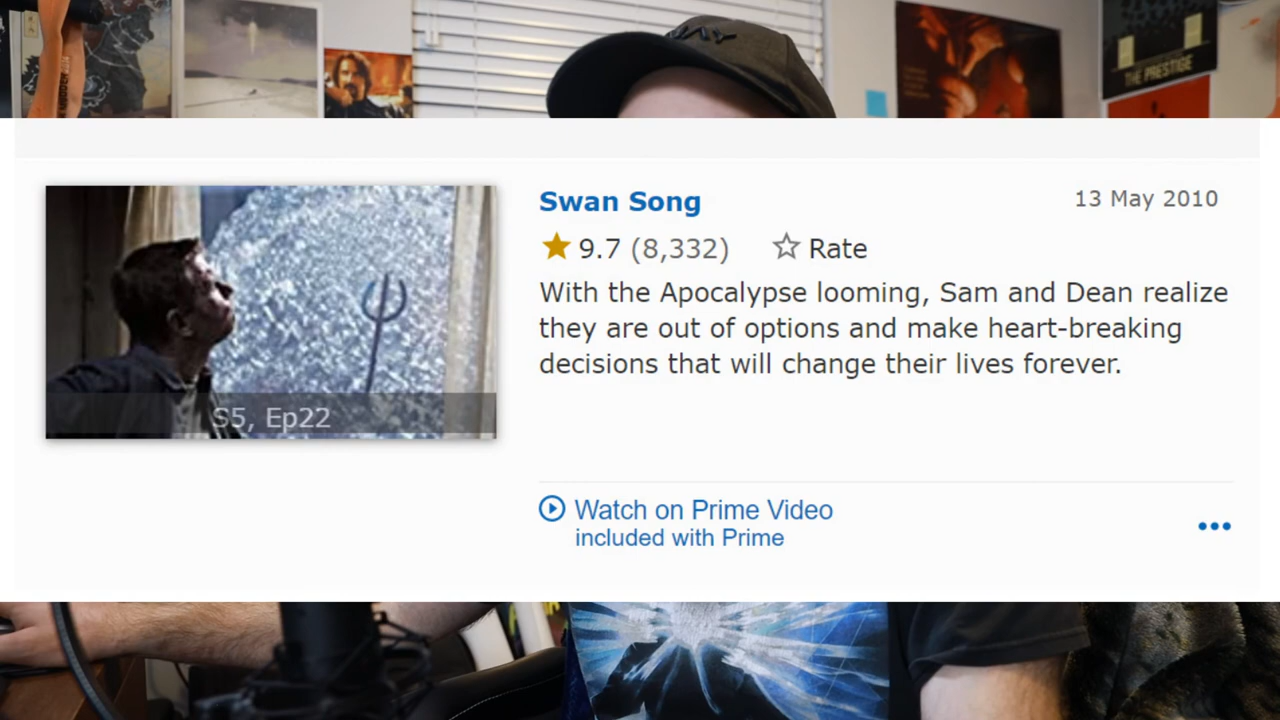 THE PRESTIGE
Swan Song
13 May 2010
9.7 (8,332)
Rate
With the Apocalypse looming, Sam and Dean realize
they are out of options and make heart-breaking
decisions that will change their lives forever.
S5, Ep22
Watch on Prime Video
included with Prime